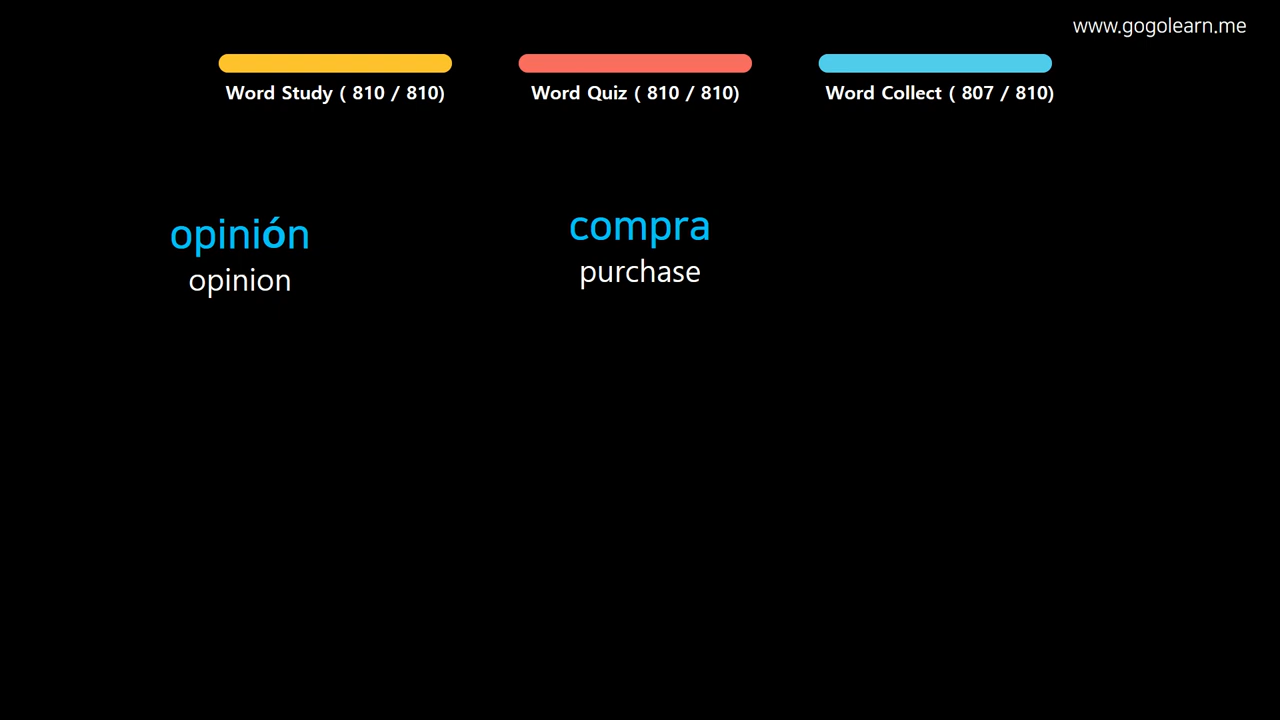 www.gogolearn.me
Word Study ( 810 / 810)
Word Quiz ( 810 / 810)
Word Collect ( 807 / 810)
opinión
opinion
compra
purchase